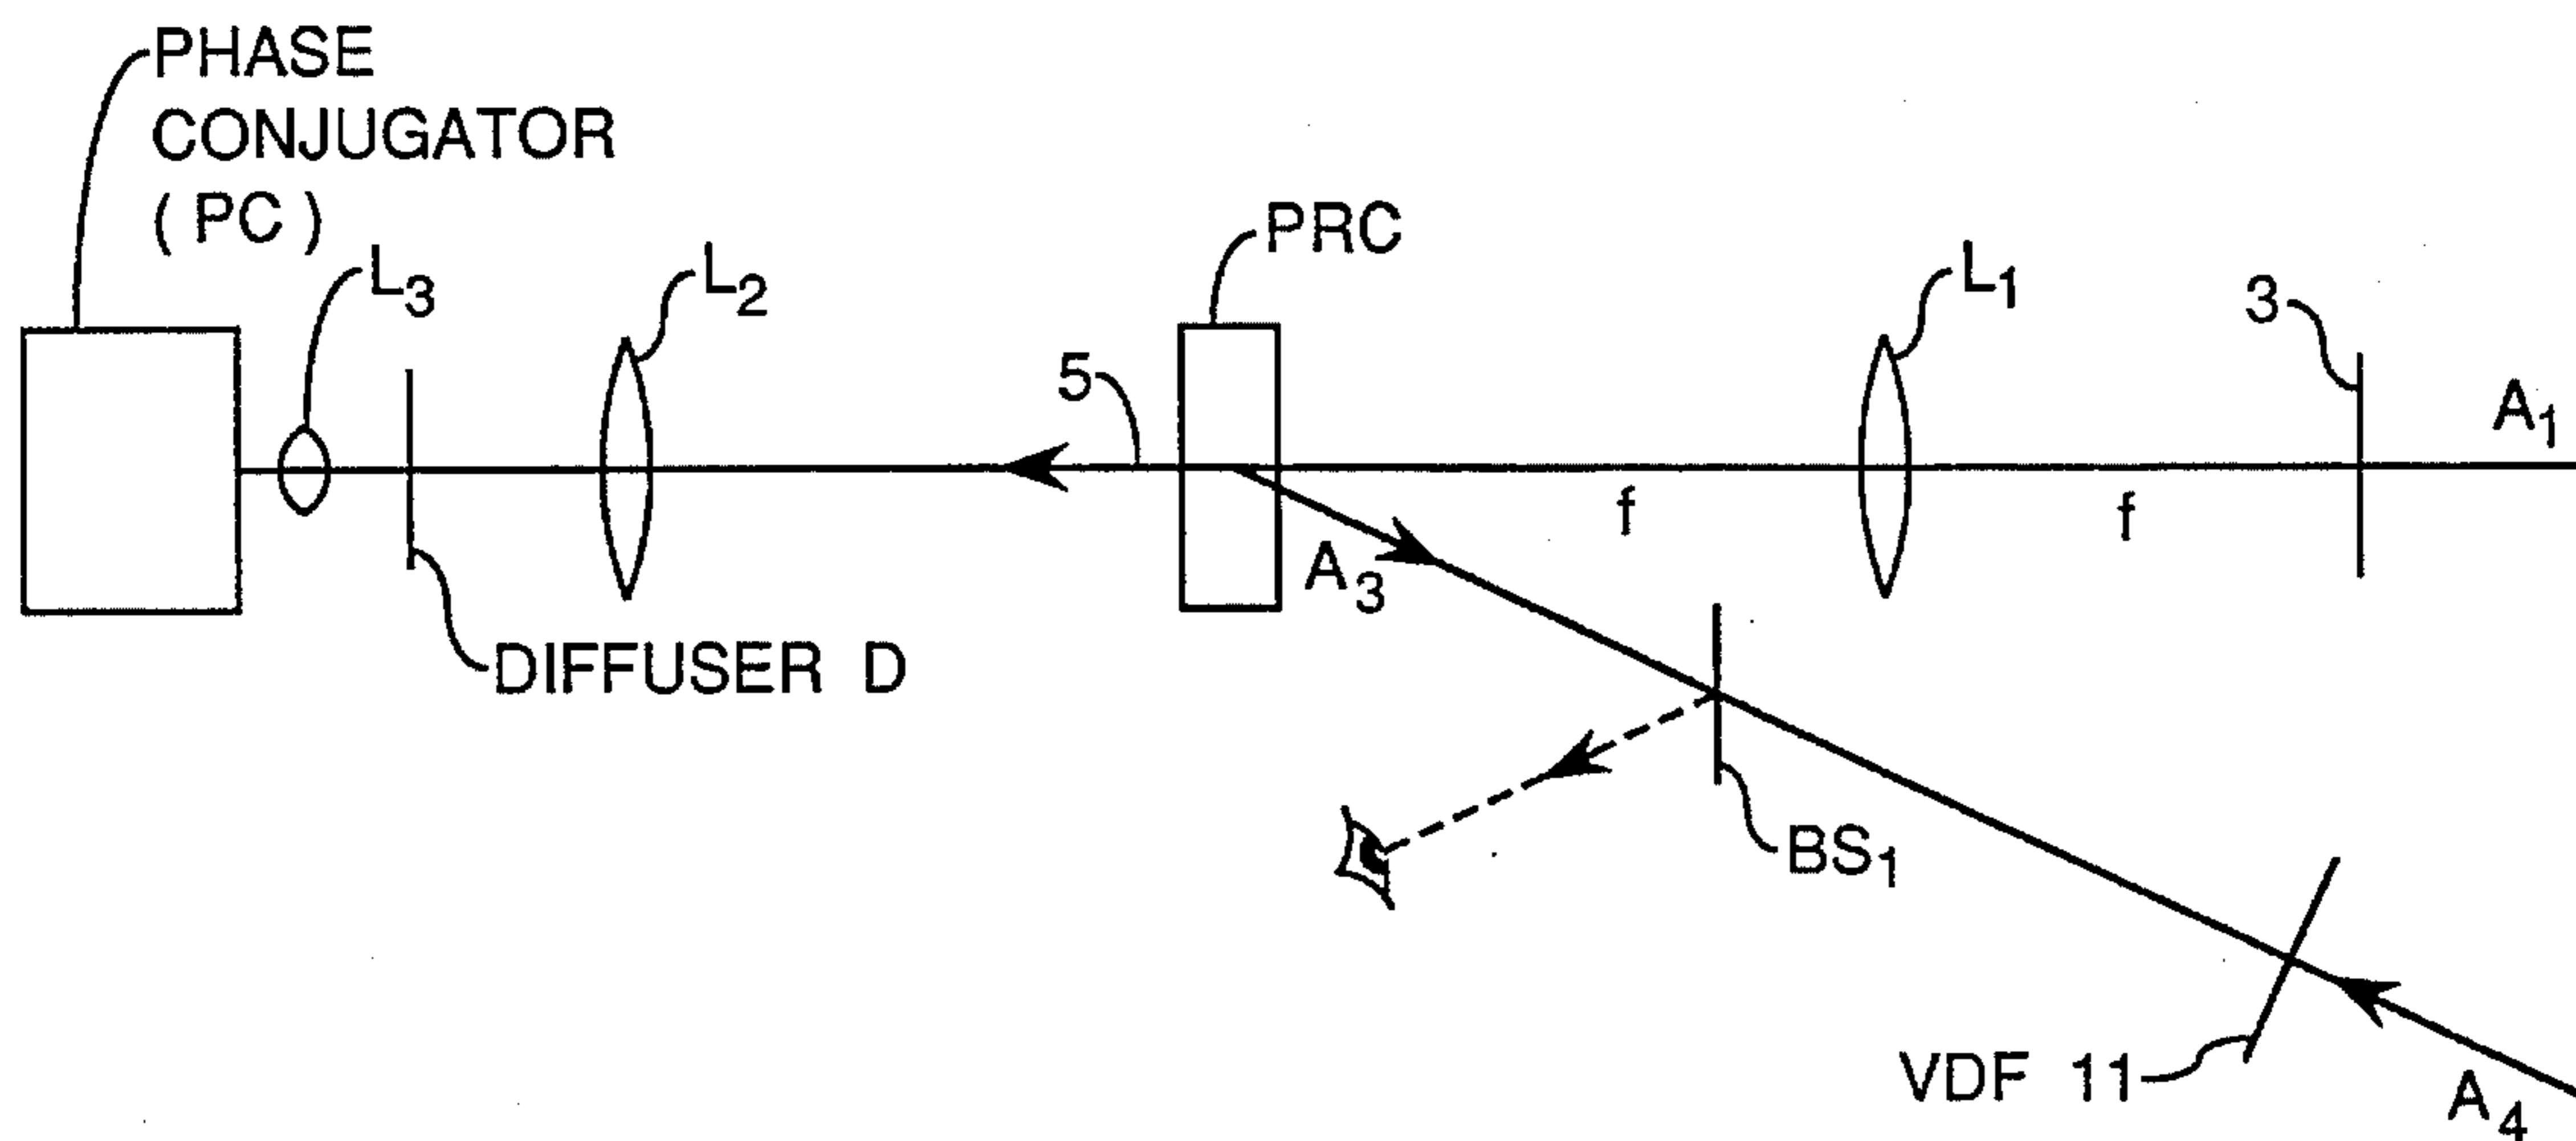 PHASE
CONJUGATOR
( PC )
L3
L2
PRC
L1
3
A1
5
f
f
A3
DIFFUSER D
BS1
VDF 11
A4